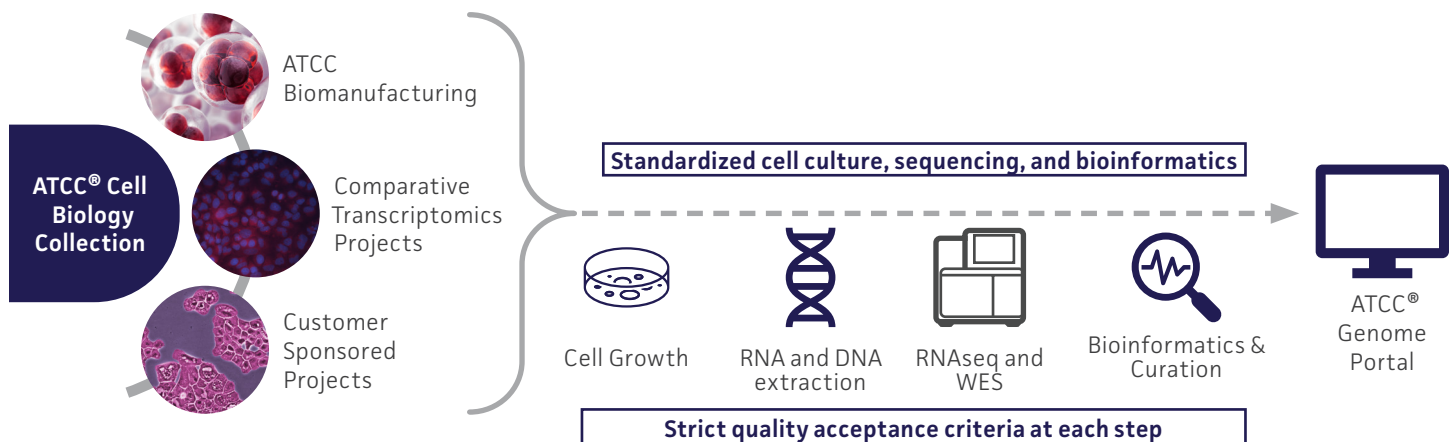 ATCC® Cell
Biology
Collection
ATCC
Biomanufacturing
Comparative
Transcriptomics
Projects
Customer
Sponsored
Projects
Standardized cell culture, sequencing, and bioinformatics
Cell Growth
RNA and DNA
extraction
RNAseq and
WES
Bioinformatics &
Curation
Strict quality acceptance criteria at each step
ATCC®
Genome
Portal